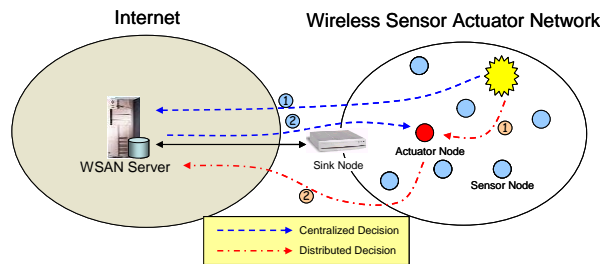 Internet
Wireless Sensor Actuator Network
1
2
1
WSAN Server
Sink Node
Actuator Node
Sensor Node
2
Centralized Decision
Distributed Decision